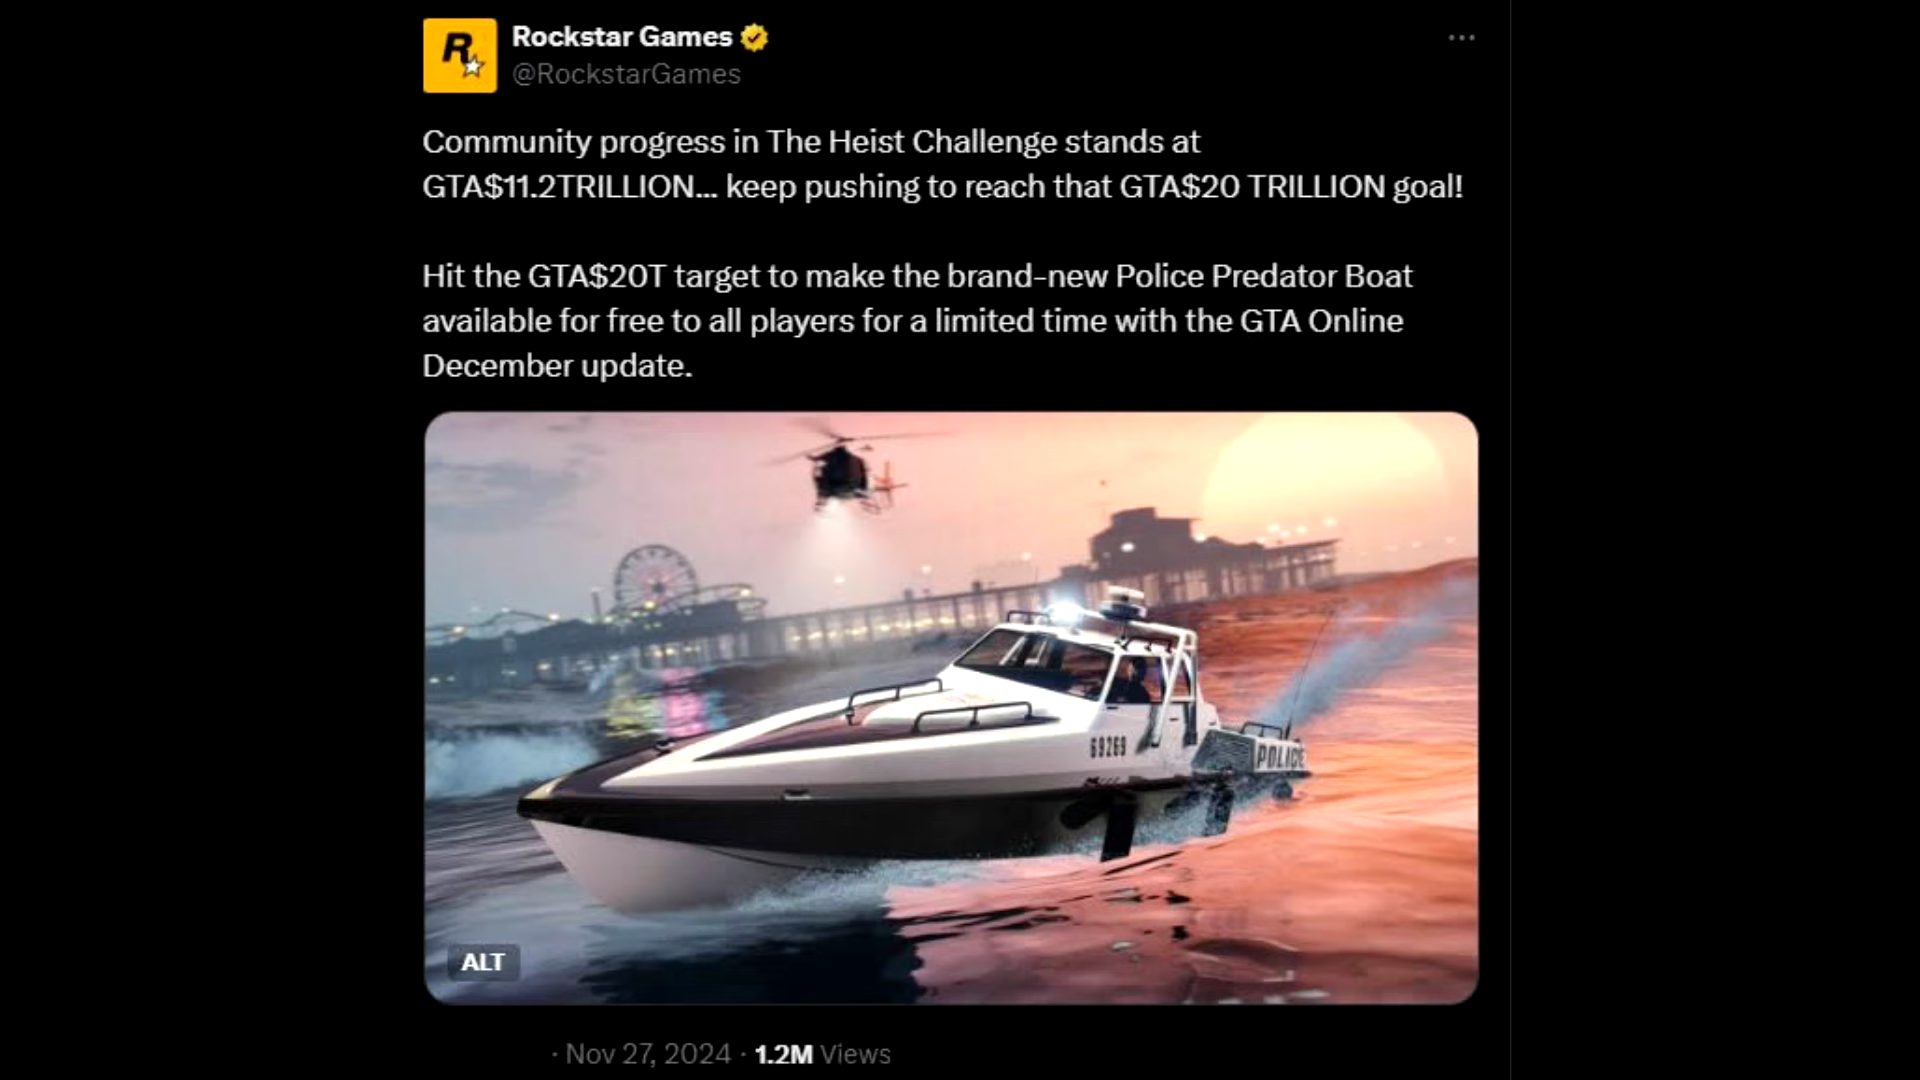 R
Rockstar Games
@RockstarGames
Community progress in The Heist Challenge stands at
GTA$11.2TRILLION... keep pushing to reach that GTA$20 TRILLION goal!
Hit the GTA$20T target to make the brand-new Police Predator Boat
available for free to all players for a limited time with the GTA Online
December update.
69269
POLICE
ALT
· Nov 27, 2024 · 1.2M Views